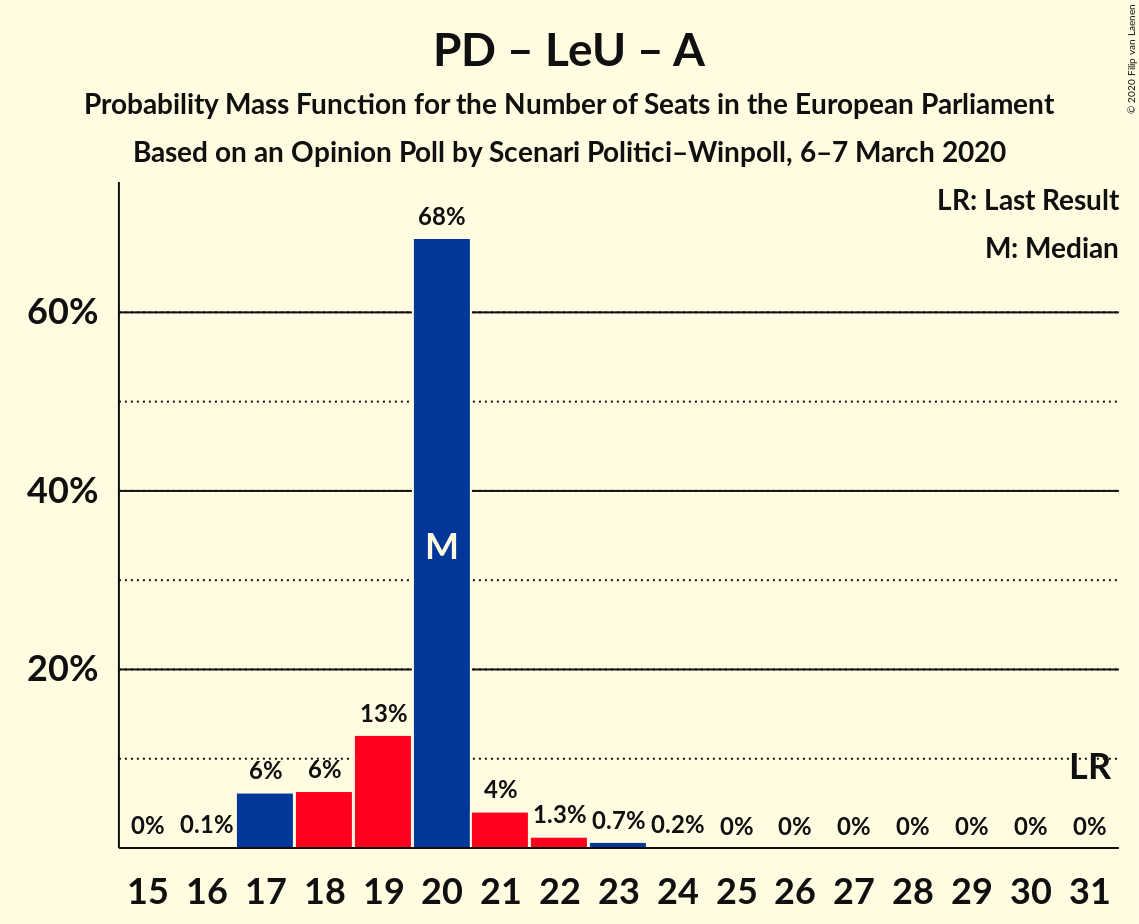 PD – LeU – A
Probability Mass Function for the Number of Seats in the European Parliament
Based on an Opinion Poll by Scenari Politici–Winpoll, 6–7 March 2020
© 2020 Filip van Laenen
LR: Last Result
M: Median
60%
40%
20%
0% 0.1% 6% 6% 13% 68% 4% 1.3% 0.7% 0.2% 0% 0% 0% 0% 0% 0% 0%
M
LR
15 16 17 18 19 20 21 22 23 24 25 26 27 28 29 30 31